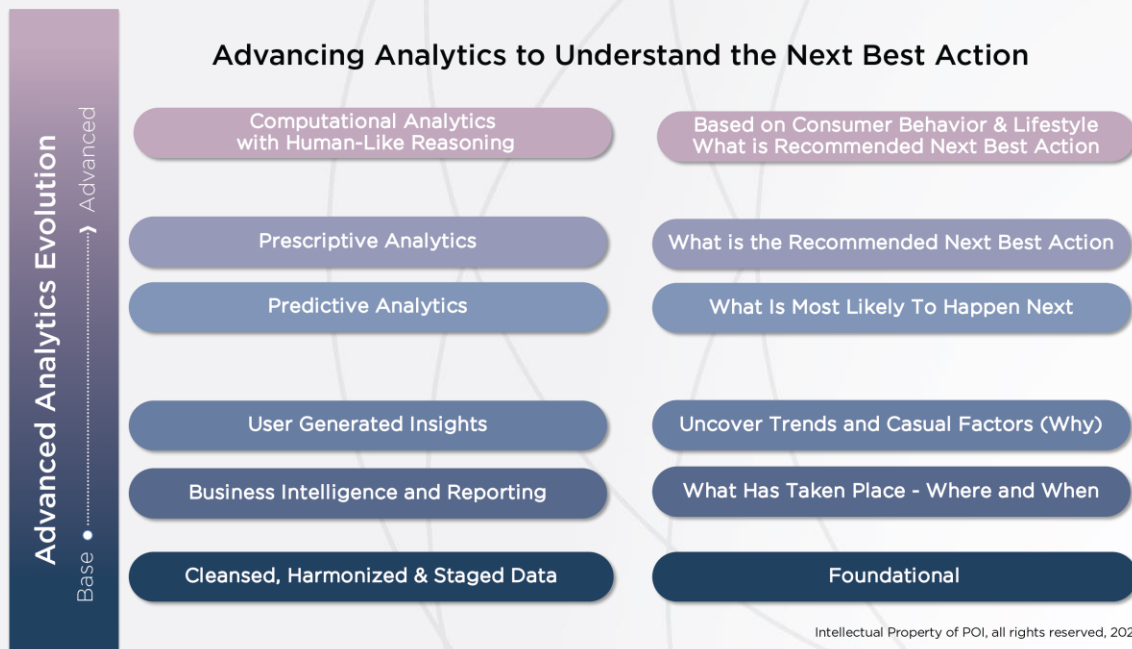 Advancing Analytics to Understand the Next Best Action
Advanced Analytics Evolution
Advanced
Base
Computational Analytics
with Human-Like Reasoning
Based on Consumer Behavior & Lifestyle
What is Recommended Next Best Action
Prescriptive Analytics
What is the Recommended Next Best Action
Predictive Analytics
What Is Most Likely To Happen Next
User Generated Insights
Uncover Trends and Casual Factors (Why)
Business Intelligence and Reporting
What Has Taken Place - Where and When
Cleansed, Harmonized & Staged Data
Foundational
Intellectual Property of POI, all rights reserved,